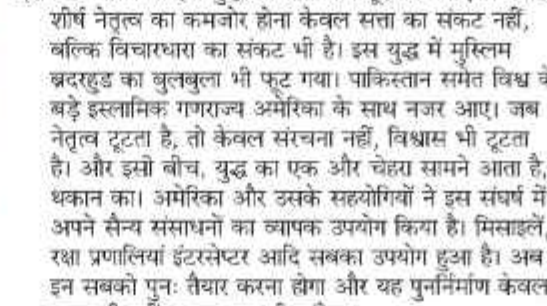 शीर्ष नेतृत्व का कमजोर होना केवल सत्ता का संकट नहीं,
बल्कि विचारधारा का संकट भी है। इस युद्ध में मुस्लिम
ब्रदरहुड का बुलबुला भी फूट गया। पाकिस्तान समेत विश्व के
बड़े इस्लामिक गणराज्य अमेरिका के साथ नजर आए। जब
नेतृत्व टूटता है, तो केवल संरचना नहीं, विश्वास भी टूटता
है। और इसी बीच, युद्ध का एक और चेहरा सामने आता है,
थकान का। अमेरिका और उसके सहयोगियों ने इस संघर्ष में
अपने सैन्य संसाधनों का व्यापक उपयोग किया है। मिसाइलें,
रक्षा प्रणालियां इंटरसेप्टर आदि सबका उपयोग हुआ है। अब
इन सबको पुनः तैयार करना होगा और यह पुनर्निर्माण केवल